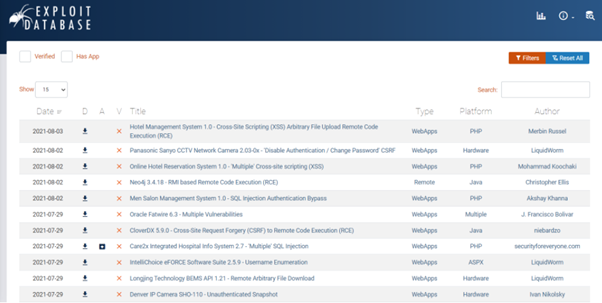 EXPLOIT
DATABASE
Verified Has App
Filters Reset All
Show 15 Search:
Date D A V Title Type Platform Author
2021-08-03 Hotel Management System 1.0 - Cross-Site Scripting (XSS) Arbitrary File Upload Remote Code WebApps PHP Merbin Russel
Execution (RCE)
2021-08-02 Panasonic Sanyo CCTV Network Camera 2.03-0x - 'Disable Authentication / Change Password' CSRF WebApps Hardware LiquidWorm
2021-08-02 Online Hotel Reservation System 1.0 - 'Multiple' Cross-site scripting (XSS) WebApps PHP Mohammad Koochaki
2021-08-02 Neo4j 3.4.18 - RMI based Remote Code Execution (RCE) Remote Java Christopher Ellis
2021-08-02 Men Salon Management System 1.0 - SQL Injection Authentication Bypass WebApps PHP Akshay Khanna
2021-07-29 Oracle Fatwire 6.3 - Multiple Vulnerabilities WebApps Multiple J. Francisco Bolivar
2021-07-29 CloverDX 5.9.0 - Cross-Site Request Forgery (CSRF) to Remote Code Execution (RCE) WebApps Java niebardzo
2021-07-29 Care2x Integrated Hospital Info System 2.7 - 'Multiple' SQL Injection WebApps PHP securityforeveryone.com
2021-07-29 IntelliChoice eFORCE Software Suite 2.5.9 - Username Enumeration WebApps ASPX LiquidWorm
2021-07-29 Longjing Technology BEMS API 1.21 - Remote Arbitrary File Download WebApps Hardware LiquidWorm
2021-07-29 Denver IP Camera SHO-110 - Unauthenticated Snapshot WebApps Hardware Ivan Nikolsky